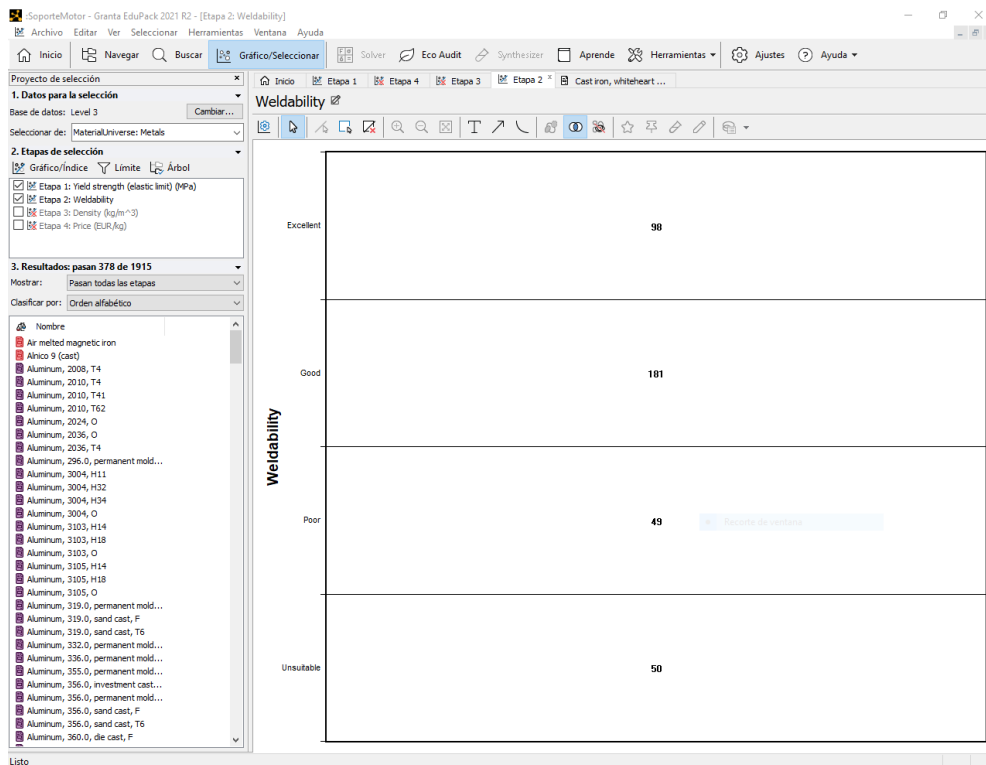 :SoporteMotor - Granta EduPack 2021 R2 - [Etapa 2: Weldability]
Archivo Editar Ver Seleccionar Herramientas Ventana Ayuda
Inicio Navegar Buscar Gráfico/Seleccionar Solver Eco Audit Synthesizer Aprende Herramientas Ajustes Ayuda
Proyecto de selección
1. Datos para la selección
Base de datos: Level 3 Cambiar...
Seleccionar de: MaterialUniverse: Metals
2. Etapas de selección
Gráfico/Índice Límite Árbol
Etapa 1: Yield strength (elastic limit) (MPa)
Etapa 2: Weldability
Etapa 3: Density (kg/m^3)
Etapa 4: Price (EUR/kg)
3. Resultados: pasan 378 de 1915
Mostrar: Pasan todas las etapas
Clasificar por: Orden alfabético
Nombre
Air melted magnetic iron
Alnico 9 (cast)
Aluminum, 2008, T4
Aluminum, 2010, T4
Aluminum, 2010, T41
Aluminum, 2010, T62
Aluminum, 2024, O
Aluminum, 2036, O
Aluminum, 2036, T4
Aluminum, 296.0, permanent mold...
Aluminum, 3004, H11
Aluminum, 3004, H32
Aluminum, 3004, H34
Aluminum, 3004, O
Aluminum, 3103, H14
Aluminum, 3103, H18
Aluminum, 3103, O
Aluminum, 3105, H14
Aluminum, 3105, H18
Aluminum, 3105, O
Aluminum, 319.0, permanent mold...
Aluminum, 319.0, sand cast, F
Aluminum, 319.0, sand cast, T6
Aluminum, 332.0, permanent mold...
Aluminum, 336.0, permanent mold...
Aluminum, 355.0, permanent mold...
Aluminum, 356.0, investment cast...
Aluminum, 356.0, permanent mold...
Aluminum, 356.0, sand cast, F
Aluminum, 356.0, sand cast, T6
Aluminum, 360.0, die cast, F
Listo
Inicio Etapa 1 Etapa 4 Etapa 3 Etapa 2 Cast iron, whiteheart ...
Weldability
Weldability
Excellent 98
Good 181
Poor 49
Recorte de ventana
Unsuitable 50